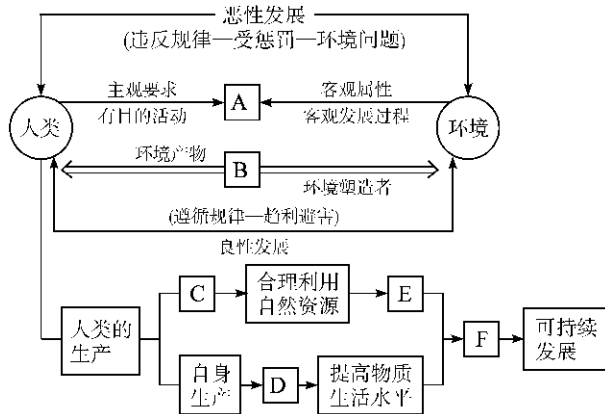 恶性发展
(违反规律—受惩罚—环境问题)
主观要求
有目的活动
A
客观属性
客观发展过程
人类
环境
环境产物
B
环境塑造者
(遵循规律—趋利避害)
良性发展
人类的
生产
C
合理利用
自然资源
E
F
可持续
发展
自身
生产
D
提高物质
生活水平